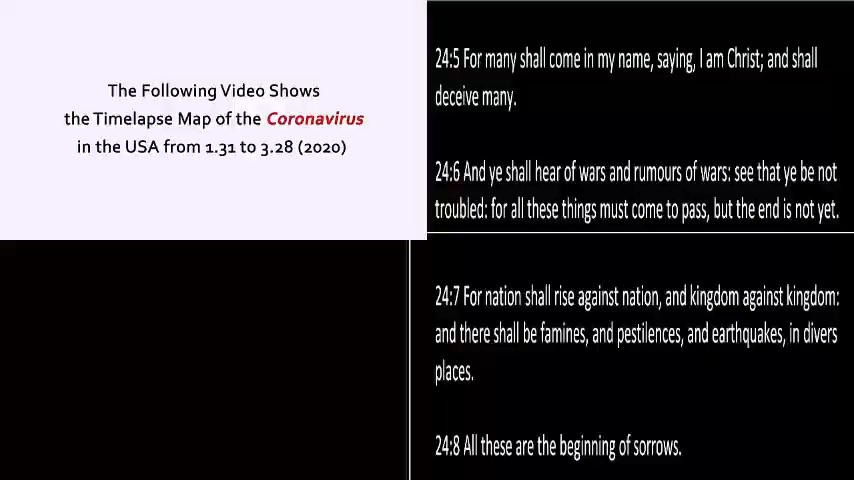 The Following Video Shows
the Timelapse Map of the Coronavirus
in the USA from 1.31 to 3.28 (2020)
24:5 For many shall come in my name, saying, I am Christ; and shall
deceive many.
24:6 And ye shall hear of wars and rumours of wars: see that ye be not
troubled: for all these things must come to pass, but the end is not yet.
24:7 For nation shall rise against nation, and kingdom against kingdom:
and there shall be famines, and pestilences, and earthquakes, in divers
places.
24:8 All these are the beginning of sorrows.